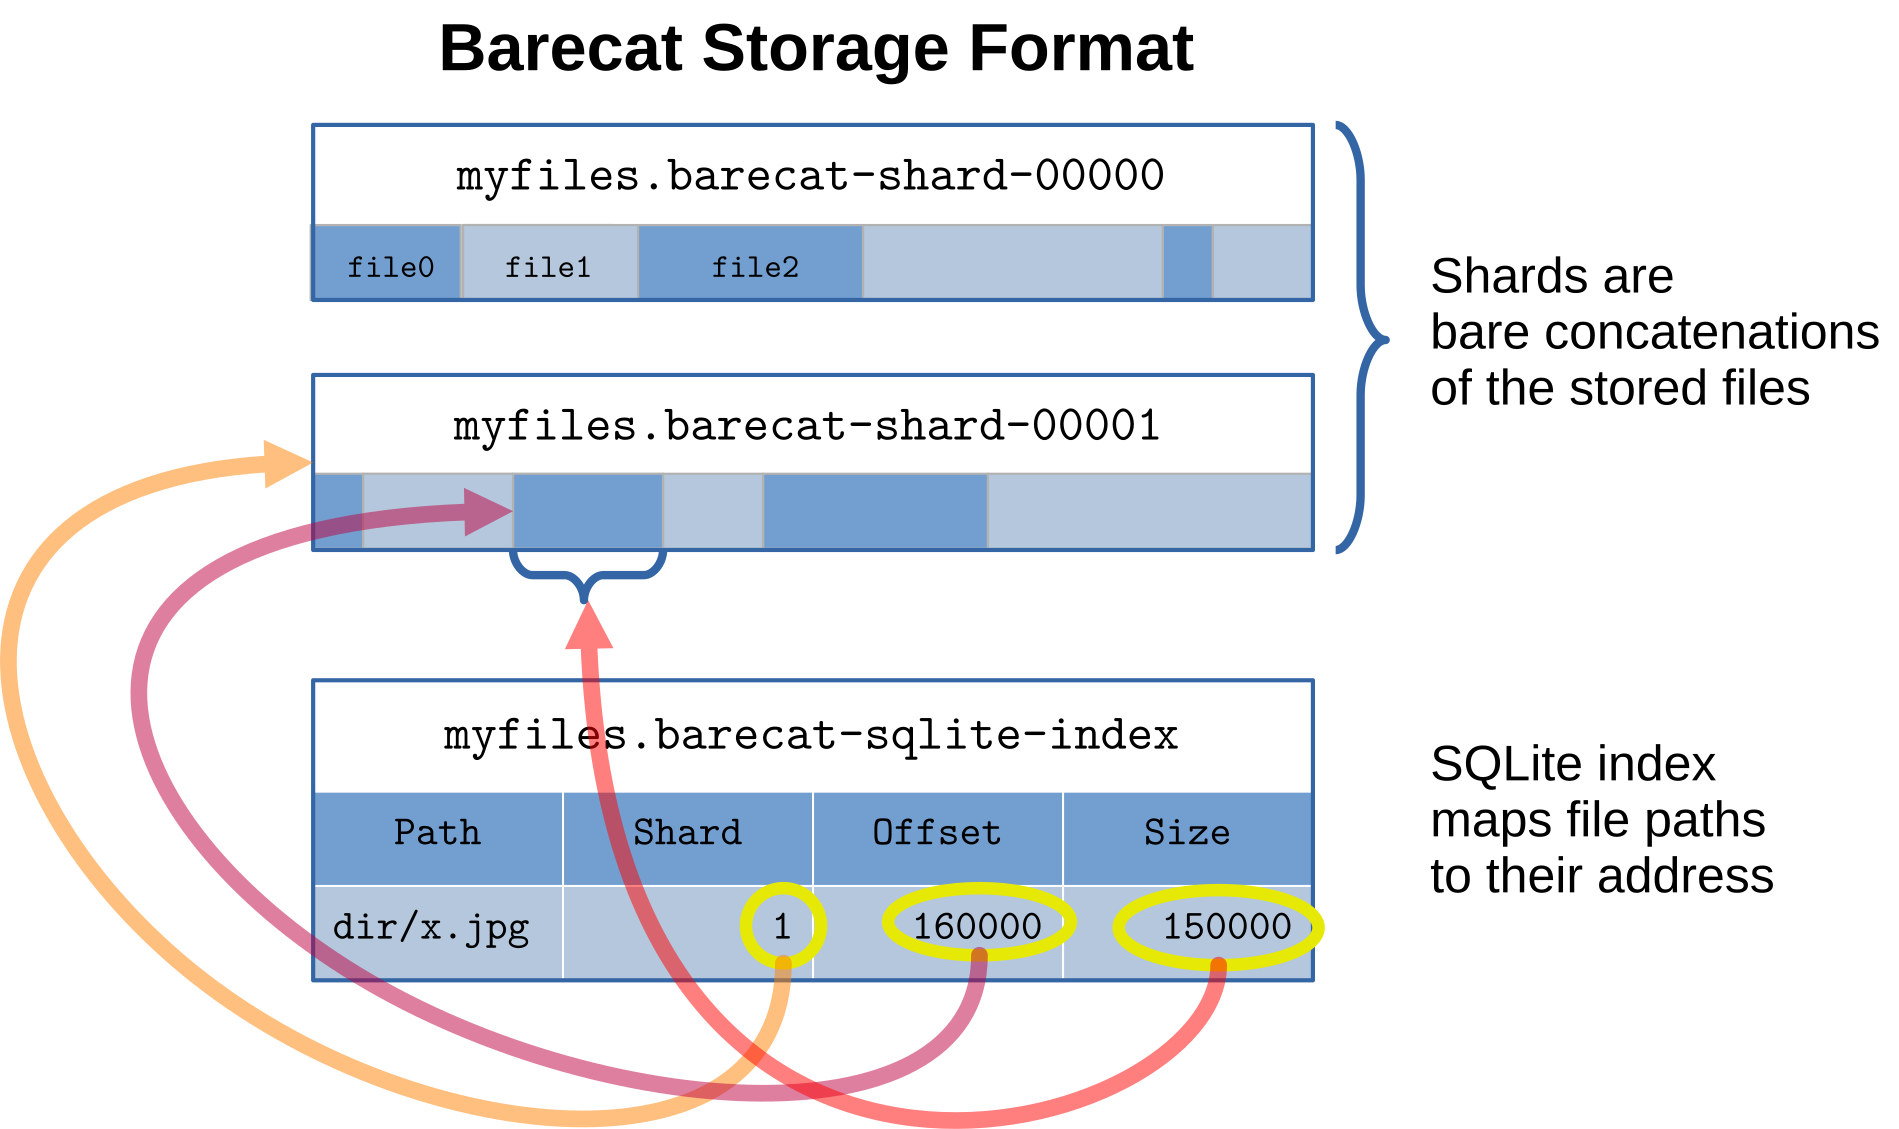 Barecat Storage Format
myfiles.barecat-shard-00000
file0 file1 file2
Shards are
bare concatenations
of the stored files
myfiles.barecat-shard-00001
myfiles.barecat-sqlite-index
Path Shard Offset Size
dir/x.jpg 1 160000 150000
SQLite index
maps file paths
to their address